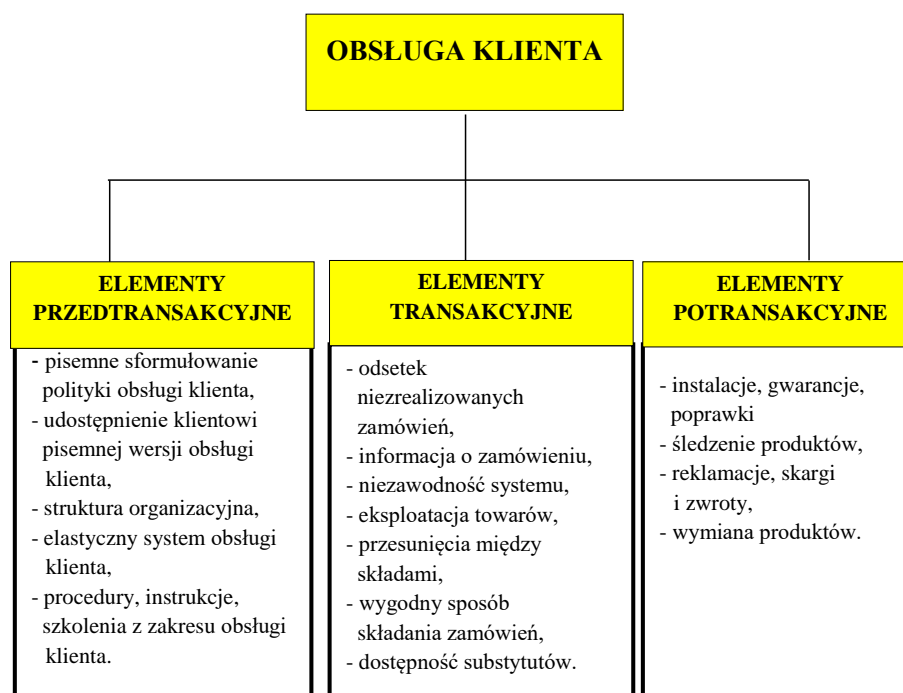 OBSŁUGA KLIENTA
ELEMENTY
PRZEDTRANSAKCYJNE
- pisemne sformułowanie
polityki obsługi klienta,
- udostępnienie klientowi
pisemnej wersji obsługi
klienta,
- struktura organizacyjna,
- elastyczny system obsługi
klienta,
- procedury, instrukcje,
szkolenia z zakresu obsługi
klienta.
ELEMENTY
TRANSAKCYJNE
- odsetek
niezrealizowanych
zamówień,
- informacja o zamówieniu,
- niezawodność systemu,
- eksploatacja towarów,
- przesunięcia między
składami,
- wygodny sposób
składania zamówień,
- dostępność substytutów.
ELEMENTY
POTRANSAKCYJNE
- instalacje, gwarancje,
poprawki
- śledzenie produktów,
- reklamacje, skargi
i zwroty,
- wymiana produktów.